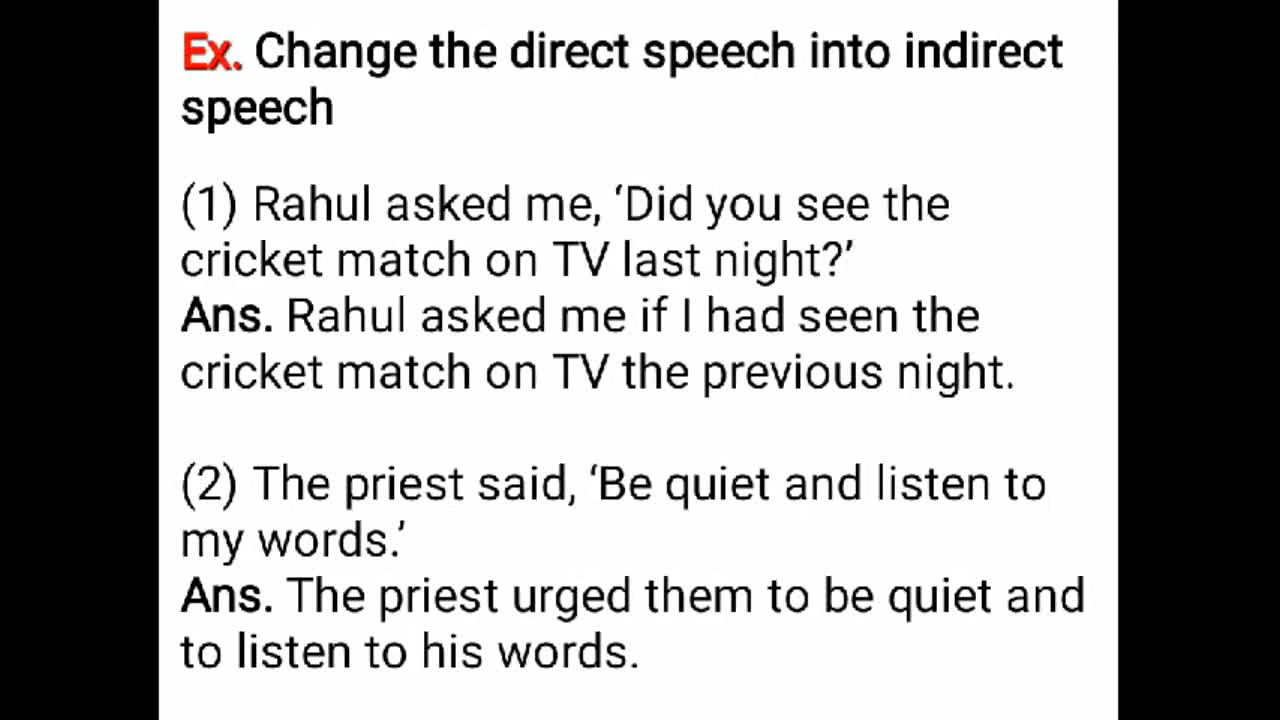 Ex. Change the direct speech into indirect
speech
(1) Rahul asked me, ‘Did you see the
cricket match on TV last night?’
Ans. Rahul asked me if I had seen the
cricket match on TV the previous night.
(2) The priest said, ‘Be quiet and listen to
my words.’
Ans. The priest urged them to be quiet and
to listen to his words.